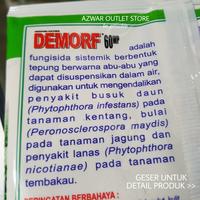 AZWAR OUTLET STORE
DEMORF 60WP adalah
fungisida sistemik berbentuk
tepung berwarna abu-abu yang
dapat disuspensikan dalam air,
digunakan untuk mengendalikan
penyakit busuk daun
(Phytophthora infestans) pada
tanaman kentang, bulai
(Peronosclerospora maydis)
pada tanaman jagung dan
penyakit lanas (Phytophthora
nicotianae) pada tanaman
tembakau.
GESER UNTUK
DETAIL PRODUK >>
PERINGATAN BERBAHAYA :